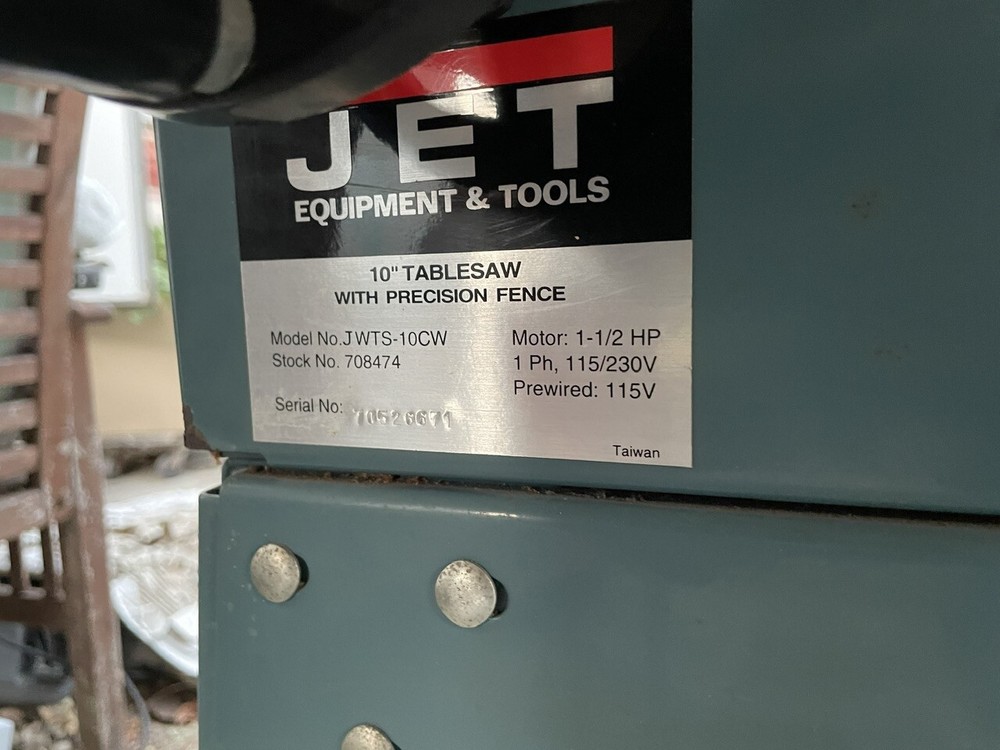 JET
EQUIPMENT & TOOLS
10" TABLESAW
WITH PRECISION FENCE
Model No.JWTS-10CW
Stock No. 708474
Serial No: 70526671
Motor: 1-1/2 HP
1 Ph, 115/230V
Prewired: 115V
Taiwan